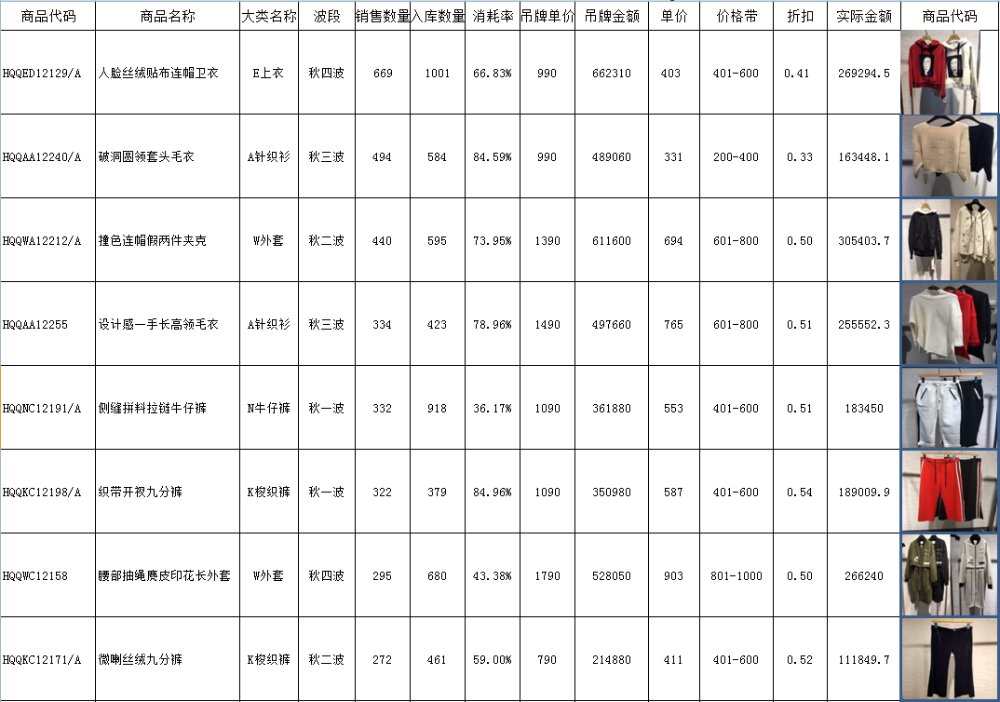 商品代码 商品名称 大类名称 波段 销售数量 入库数量 消耗率 吊牌单价 吊牌金额 单价 价格带 折扣 实际金额 商品代码
HQQED12129/A 人脸丝绒贴布连帽卫衣 E上衣 秋四波 669 1001 66.83% 990 662310 403 401-600 0.41 269294.5
HQQAA12240/A 破洞圆领套头毛衣 A针织衫 秋三波 494 584 84.59% 990 489060 331 200-400 0.33 163448.1
HQQWA12212/A 撞色连帽假两件夹克 W外套 秋二波 440 595 73.95% 1390 611600 694 601-800 0.50 305403.7
HQQAA12255 设计感一手长高领毛衣 A针织衫 秋三波 334 423 78.96% 1490 497660 765 601-800 0.51 255552.3
HQQNC12191/A 侧缝拼料拉链牛仔裤 N牛仔裤 秋一波 332 918 36.17% 1090 361880 553 401-600 0.51 183450
HQQKC12198/A 织带开衩九分裤 K梭织裤 秋一波 322 379 84.96% 1090 350980 587 401-600 0.54 189009.9
HQQWC12158 腰部抽绳麂皮印花长外套 W外套 秋四波 295 680 43.38% 1790 528050 903 801-1000 0.50 266240
HQQKC12171/A 微喇丝绒九分裤 K梭织裤 秋二波 272 461 59.00% 790 214880 411 401-600 0.52 111849.7